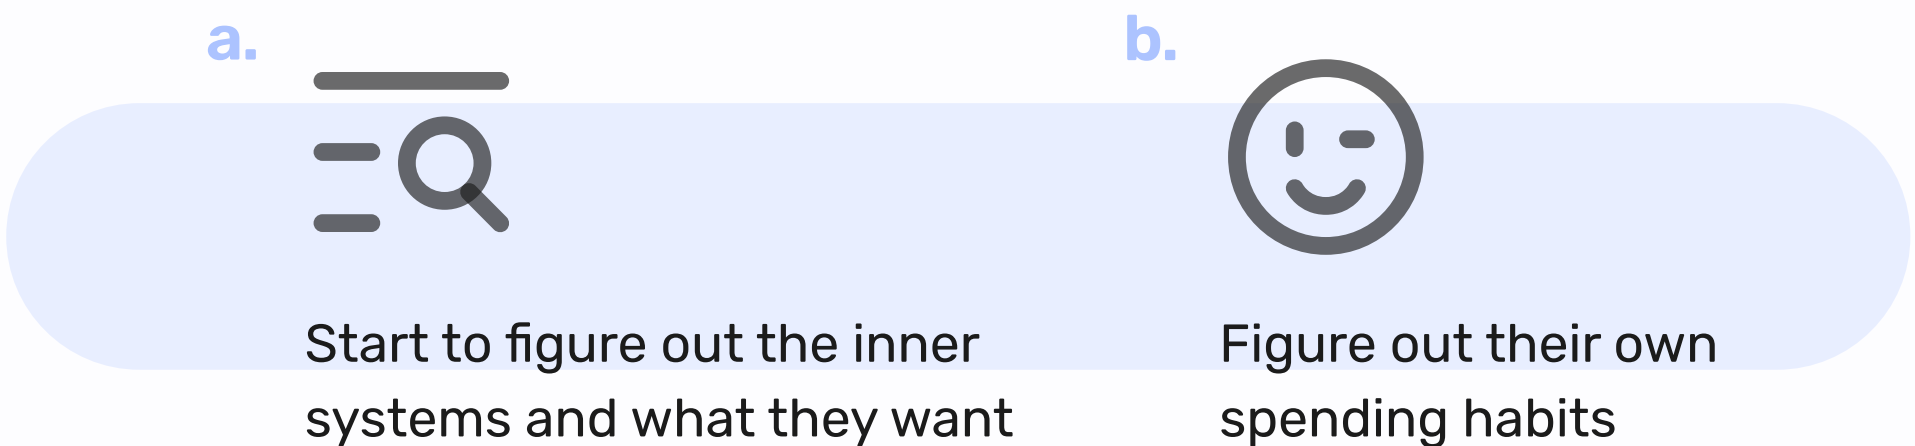 a.
Start to figure out the inner
systems and what they want
b.
Figure out their own
spending habits